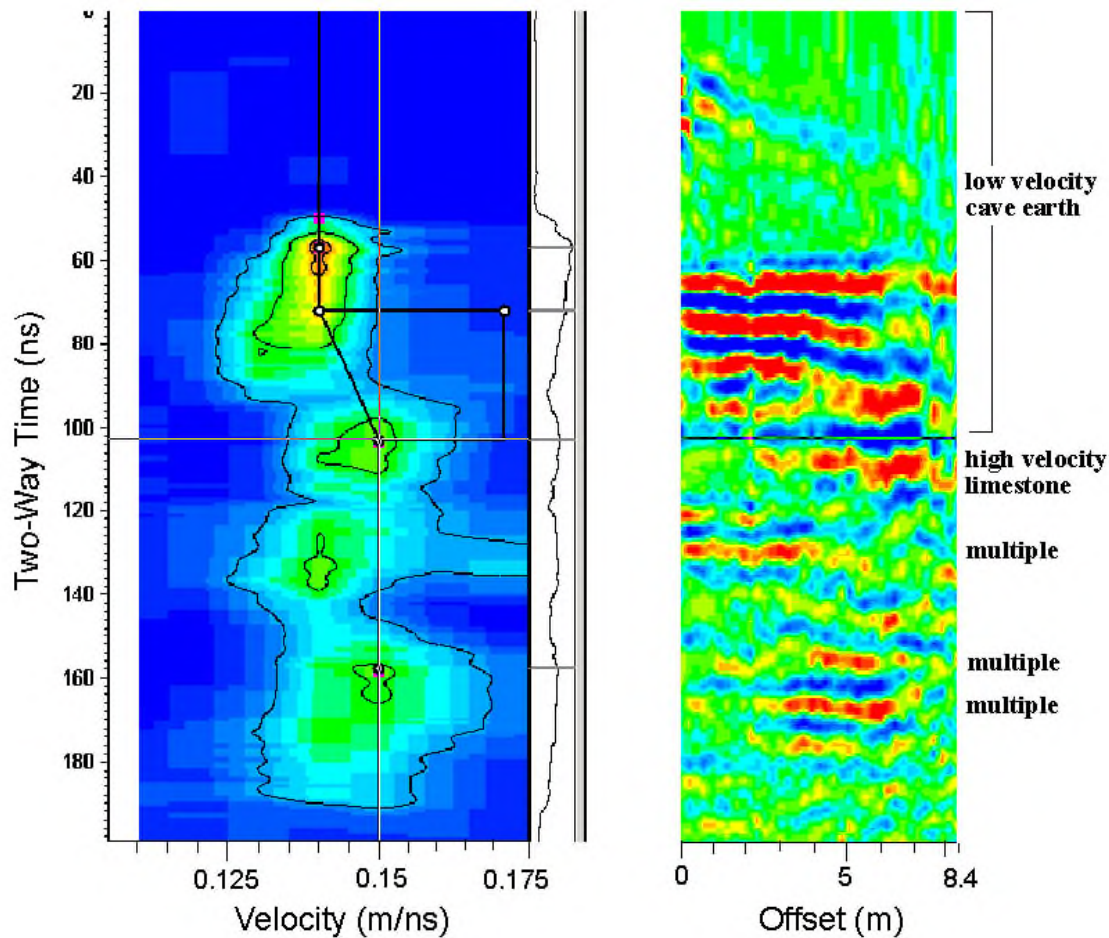 0
20
40
60
80
100
120
140
160
180
Two-Way Time (ns)
0.125
0.15
0.175
Velocity (m/ns)
low velocity
cave earth
high velocity
limestone
multiple
multiple
multiple
0
5
8.4
Offset (m)